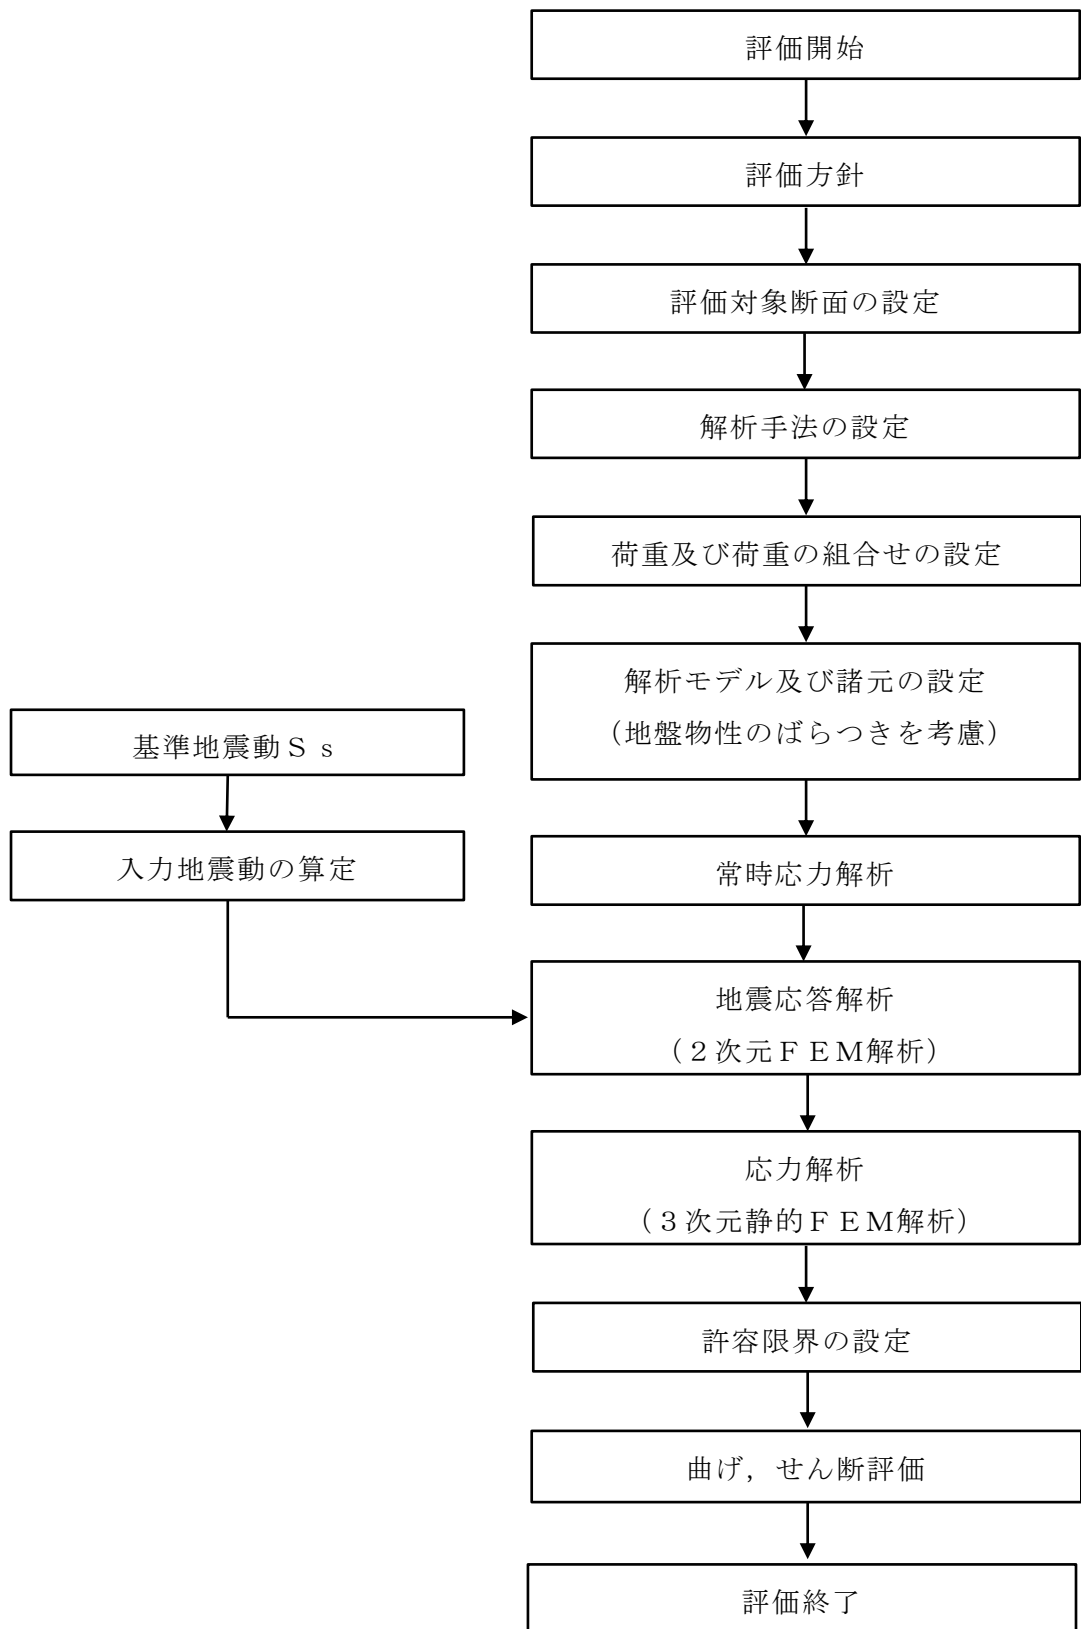 評価開始
評価方針
評価対象断面の設定
解析手法の設定
荷重及び荷重の組合せの設定
解析モデル及び諸元の設定
（地盤物性のばらつきを考慮）
基準地震動Ｓｓ
入力地震動の算定
常時応力解析
地震応答解析
（２次元ＦＥＭ解析）
応力解析
（３次元静的ＦＥＭ解析）
許容限界の設定
曲げ，せん断評価
評価終了